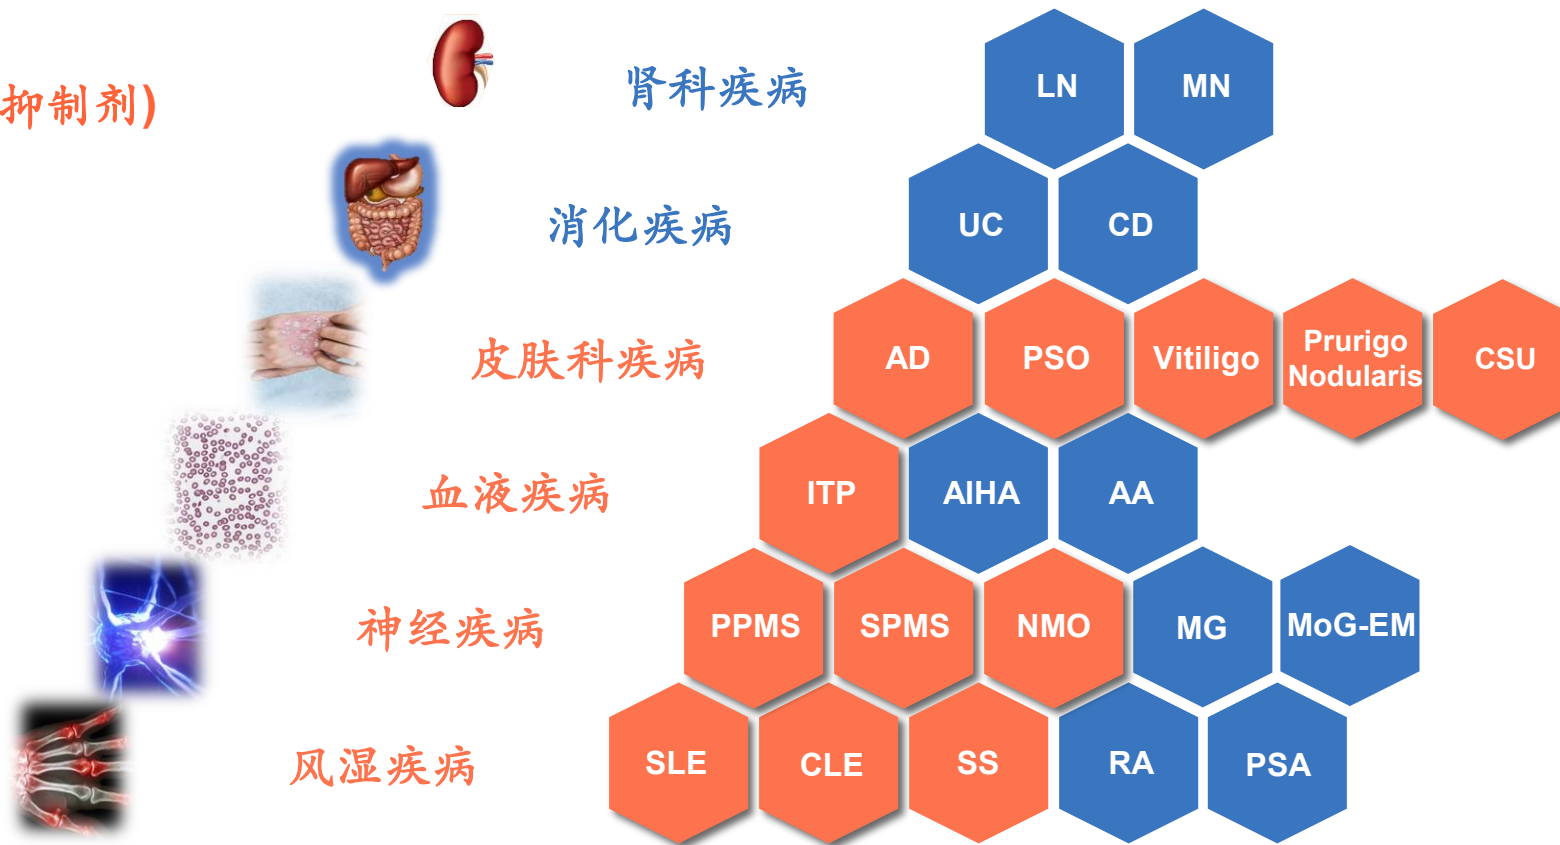 肾科疾病
LN
MN
抑制剂)
消化疾病
UC
CD
皮肤科疾病
AD
PSO
Vitiligo
Prurigo
Nodularis
CSU
血液疾病
ITP
AIHA
AA
神经疾病
PPMS
SPMS
NMO
MG
MoG-EM
风湿疾病
SLE
CLE
SS
RA
PSA